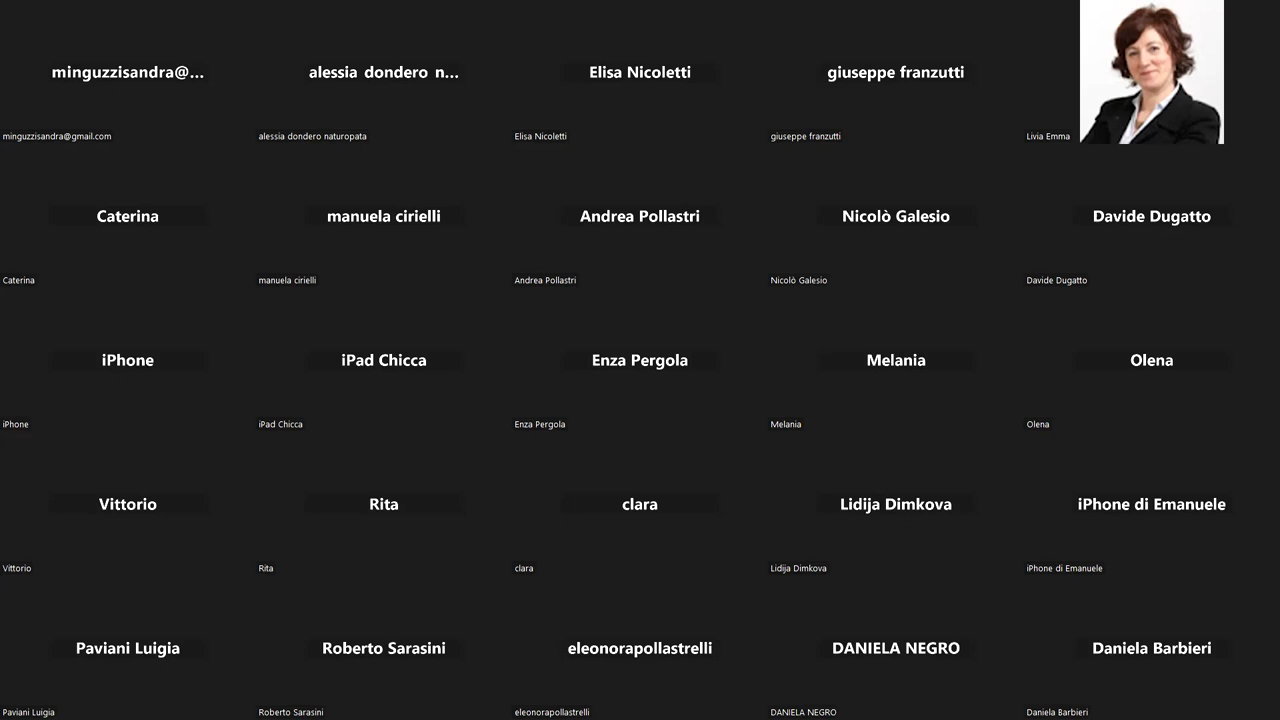 minguzzisandra@...
alessia dondero n...
Elisa Nicoletti
giuseppe franzutti
minguzzisandra@gmail.com
alessia dondero naturopata
Elisa Nicoletti
giuseppe franzutti
Livia Emma
Caterina
manuela cirielli
Andrea Pollastri
Nicolò Galesio
Davide Dugatto
Caterina
manuela cirielli
Andrea Pollastri
Nicolò Galesio
Davide Dugatto
iPhone
iPad Chicca
Enza Pergola
Melania
Olena
iPhone
iPad Chicca
Enza Pergola
Melania
Olena
Vittorio
Rita
clara
Lidija Dimkova
iPhone di Emanuele
Vittorio
Rita
clara
Lidija Dimkova
iPhone di Emanuele
Paviani Luigia
Roberto Sarasini
eleonorapollastrelli
DANIELA NEGRO
Daniela Barbieri
Paviani Luigia
Roberto Sarasini
eleonorapollastrelli
DANIELA NEGRO
Daniela Barbieri